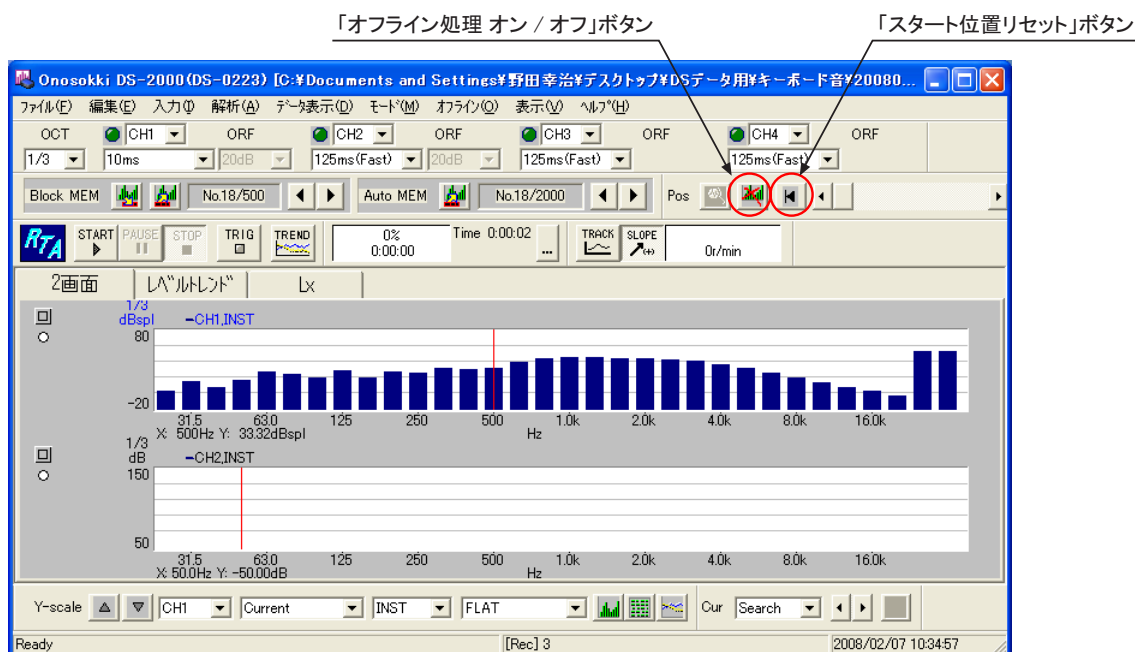 「オフライン処理 オン / オフ」ボタン
「スタート位置リセット」ボタン
Onosokki DS-2000(DS-0223) [C:¥Documents and Settings¥野田幸治¥デスクトップ¥DSデータ用¥キーボード音¥20080...
ファイル(F) 編集(E) 入力(I) 解析(A) データ表示(D) モード(M) オフライン(O) 表示(V) ヘルプ(H)
OCT CH1 ORF CH2 ORF CH3 ORF CH4 ORF
1/3 10ms 20dB 125ms(Fast) 20dB 125ms(Fast) 125ms(Fast)
Block MEM No.18/500 Auto MEM No.18/2000 Pos
RTA START PAUSE STOP TRIG TREND 0% Time 0:00:02 TRACK SLOPE
0:00:00 ... (+) 0r/min
2画面 レベルトレンド Lx
1/3
dBspl CH1,INST
80
-20
31.5 63.0 125 250 500 1.0k 2.0k 4.0k 8.0k 16.0k
X: 500Hz Y: 33.32dBspl Hz
1/3
dB CH2,INST
150
50
31.5 63.0 125 250 500 1.0k 2.0k 4.0k 8.0k 16.0k
X: 50.0Hz Y: -50.00dB Hz
Y-scale CH1 Current INST FLAT Cur Search
Ready [Rec] 3 2008/02/07 10:34:57